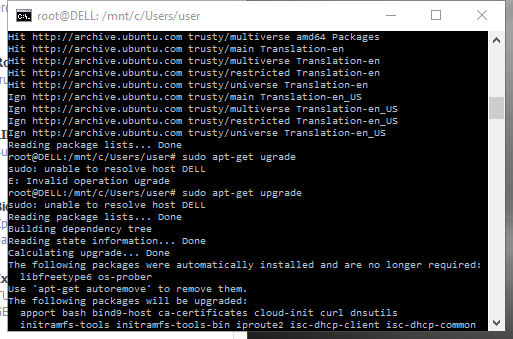 root@DELL: /mnt/c/Users/user
Hit http://archive.ubuntu.com trusty/multiverse amd64 Packages
Hit http://archive.ubuntu.com trusty/main Translation-en
Hit http://archive.ubuntu.com trusty/multiverse Translation-en
Hit http://archive.ubuntu.com trusty/restricted Translation-en
Hit http://archive.ubuntu.com trusty/universe Translation-en
Ign http://archive.ubuntu.com trusty/main Translation-en_US
Ign http://archive.ubuntu.com trusty/multiverse Translation-en_US
Ign http://archive.ubuntu.com trusty/restricted Translation-en_US
Ign http://archive.ubuntu.com trusty/universe Translation-en_US
Reading package lists... Done
root@DELL:/mnt/c/Users/user# sudo apt-get ugrade
sudo: unable to resolve host DELL
E: Invalid operation ugrade
root@DELL:/mnt/c/Users/user# sudo apt-get upgrade
sudo: unable to resolve host DELL
Reading package lists... Done
Building dependency tree
Reading state information... Done
Calculating upgrade... Done
The following packages were automatically installed and are no longer required:
libfreetype6 os-prober
Use 'apt-get autoremove' to remove them.
The following packages will be upgraded:
apport bash bind9-host ca-certificates cloud-init curl dnsutils
initramfs-tools initramfs-tools-bin iproute2 isc-dhcp-client isc-dhcp-common